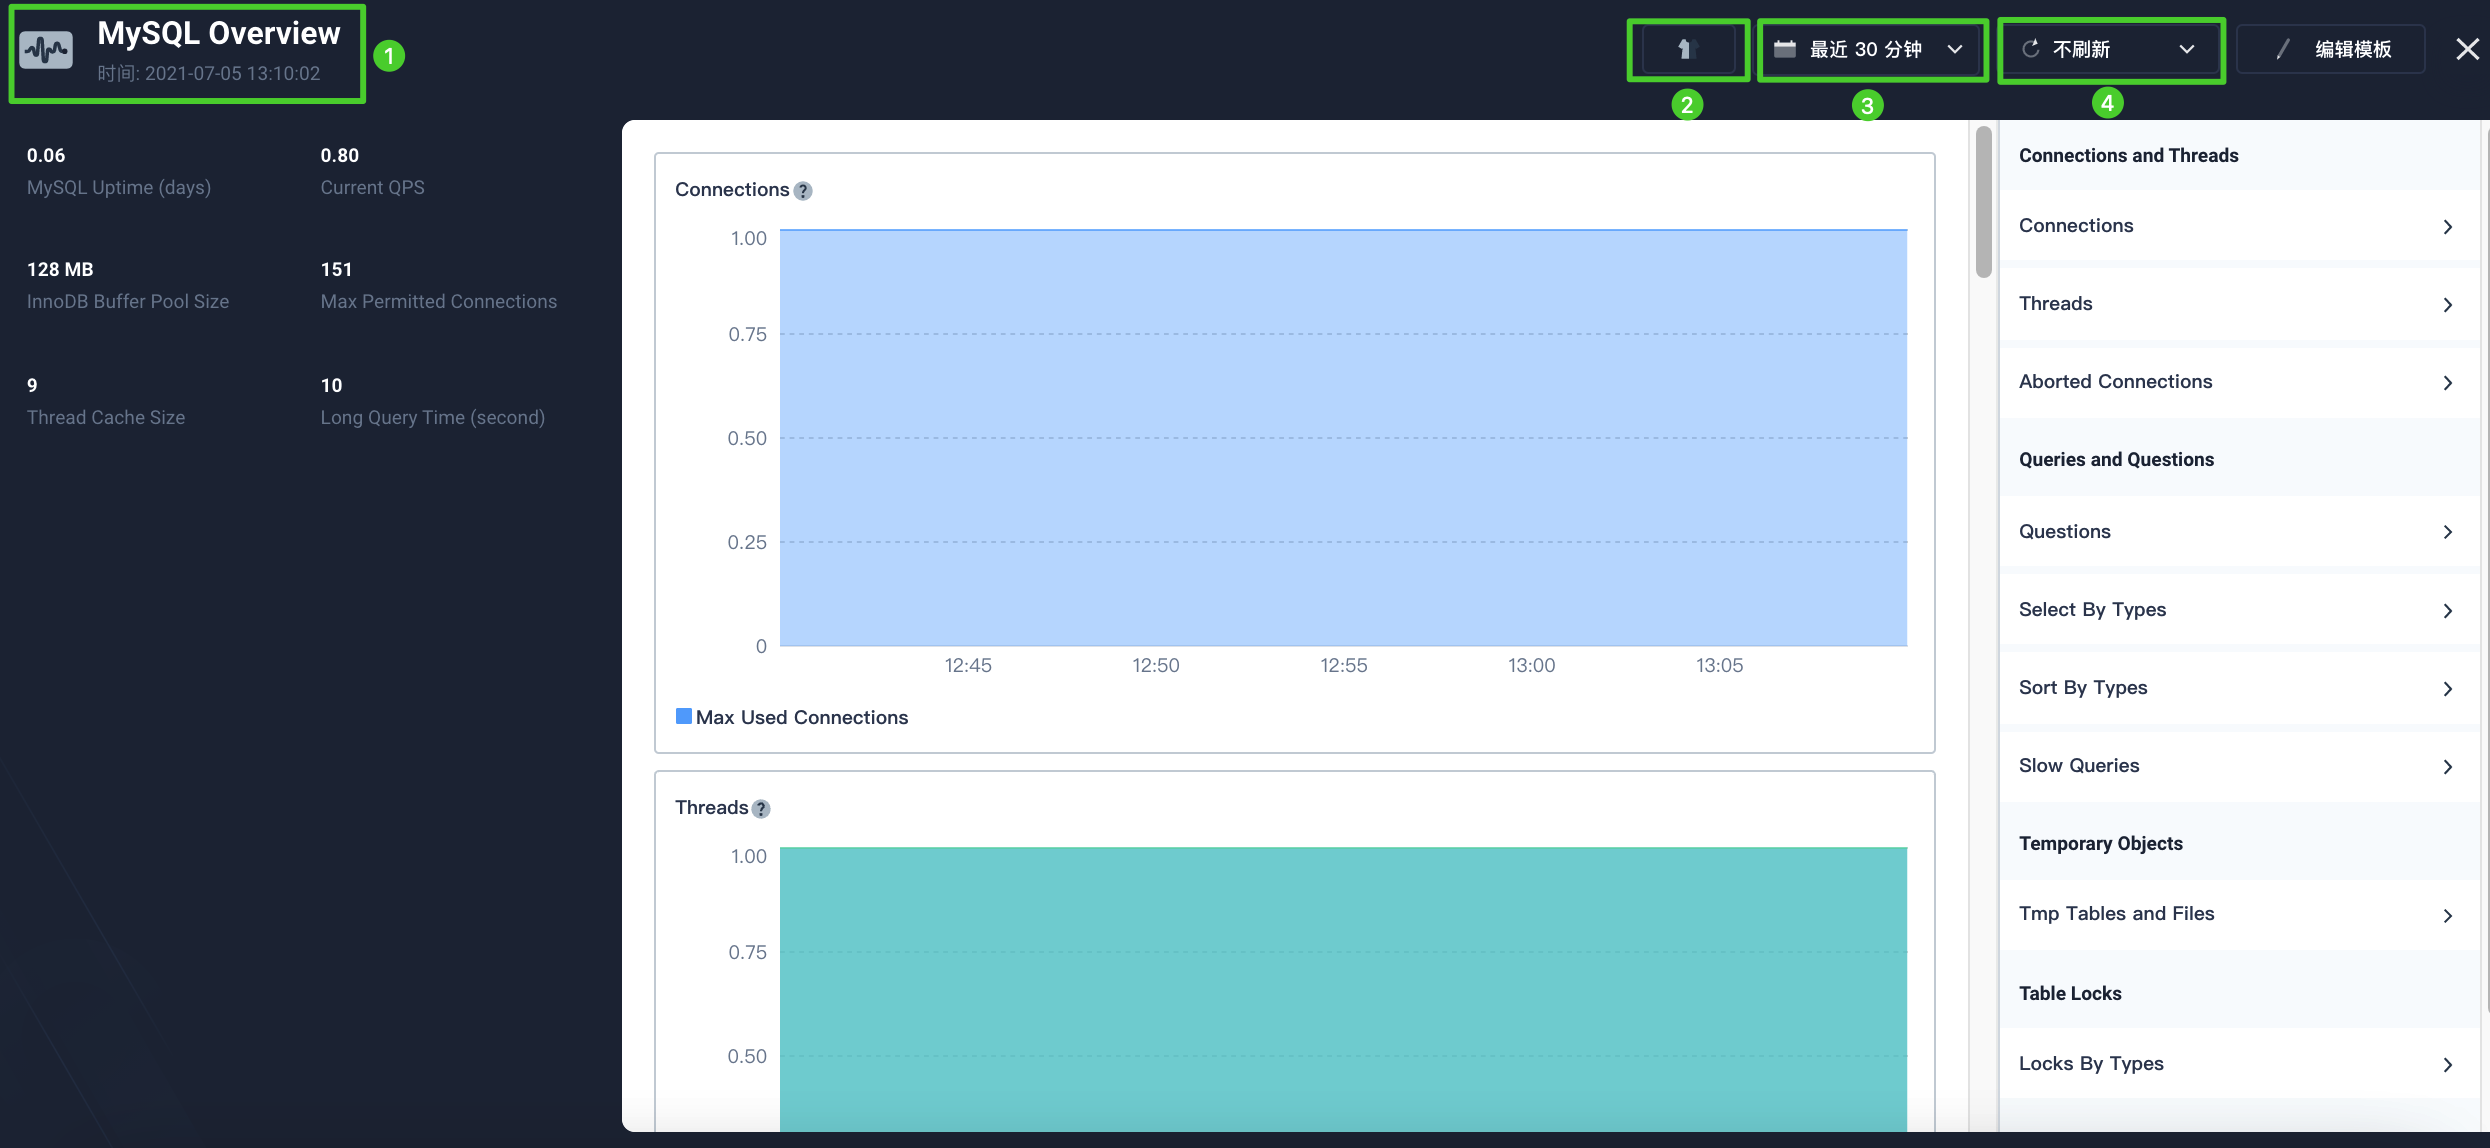 MySQL Overview
时间: 2021-07-05 13:10:02
1
2
最近 30 分钟
3
不刷新
4
编辑模板
0.06
MySQL Uptime (days)
0.80
Current QPS
128 MB
InnoDB Buffer Pool Size
151
Max Permitted Connections
9
Thread Cache Size
10
Long Query Time (second)
Connections ?
1.00
0.75
0.50
0.25
0
12:45 12:50 12:55 13:00 13:05
Max Used Connections
Threads ?
1.00
0.75
0.50
Connections and Threads
Connections
Threads
Aborted Connections
Queries and Questions
Questions
Select By Types
Sort By Types
Slow Queries
Temporary Objects
Tmp Tables and Files
Table Locks
Locks By Types